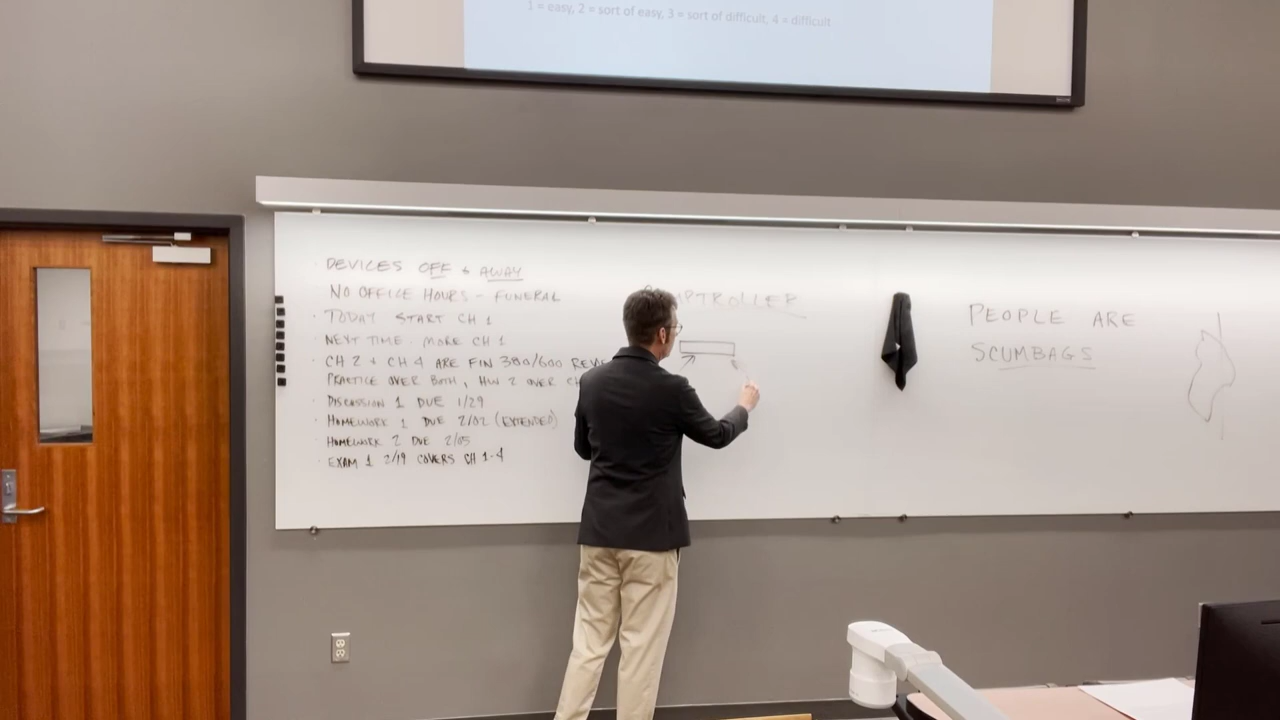 1 = easy, 2 = sort of easy, 3 = sort of difficult, 4 = difficult
· DEVICES OFF & AWAY
NO OFFICE HOURS - FUNERAL
· TODAY START CH 1
· NEXT TIME MORE CH 1
· CH 2 + CH 4 ARE FIN 380/600
PRACTICE OVER BOTH, HW 2 OVER
· DISCUSSION 1 DUE 1/29
· HOMEWORK 1 DUE 2/02 (EXTENDED)
· HOMEWORK 2 DUE 2/05
· EXAM 1 2/19 COVERS CH 1-4
PEOPLE ARE
SCUMBAGS